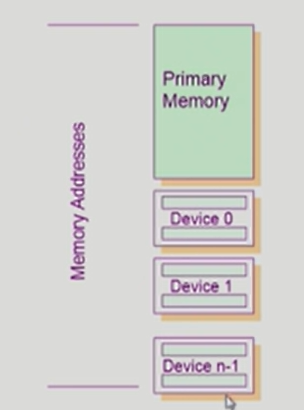 Memory Addresses
Primary
Memory
Device 0
Device 1
Device n-1